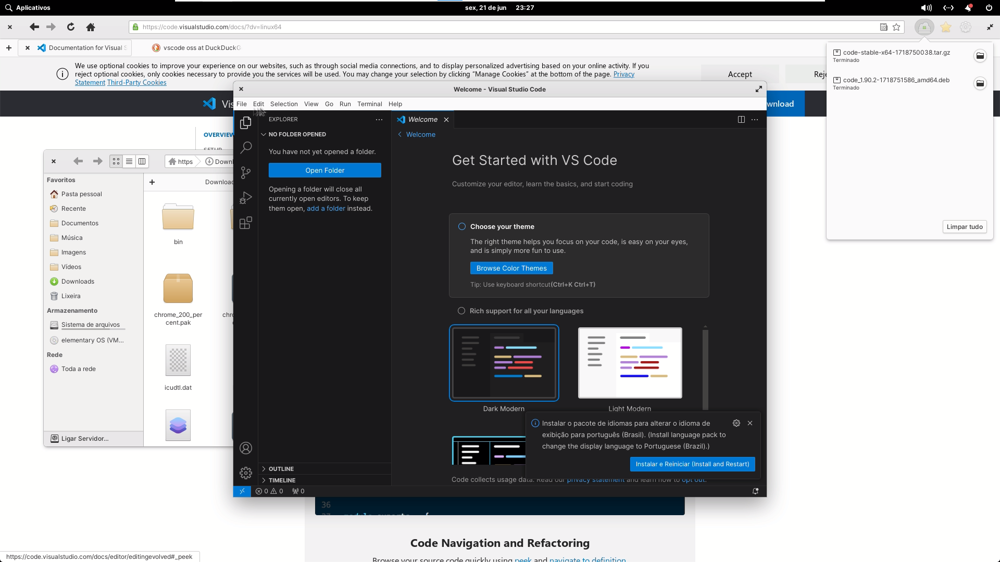 Aplicativos
sex, 21 de jun 23:27
https://code.visualstudio.com/docs/?dv=linux64
Documentation for Visual S
vscode oss at DuckDuckG
We use optional cookies to improve your experience on our websites, such as through social media connections, and to display personalized advertising based on your online activity. If you
reject optional cookies, only cookies necessary to provide you the services will be used. You may change your selection by clicking “Manage Cookies” at the bottom of the page. Privacy
Statement Third-Party Cookies
Accept
Reje
code-stable-x64-1718750038.tar.gz
Terminado
code_1.90.2-1718751586_amd64.deb
Terminado
Limpar tudo
Vis
wnload
OVERVIEW
SETUP
https
Downl
Favoritos
Pasta pessoal
Recente
Documentos
Música
Imagens
Vídeos
Downloads
Lixeira
Armazenamento
Sistema de arquivos
elementary OS (VM...
Rede
Toda a rede
Ligar Servidor...
Download
bin
chrome_200_per
cent.pak
chro
icudtl.dat
Welcome - Visual Studio Code
File Edit Selection View Go Run Terminal Help
EXPLORER
NO FOLDER OPENED
You have not yet opened a folder.
Open Folder
Opening a folder will close all
currently open editors. To keep
them open, add a folder instead.
OUTLINE
TIMELINE
0 0 0
Welcome
Welcome
Get Started with VS Code
Customize your editor, learn the basics, and start coding
Choose your theme
The right theme helps you focus on your code, is easy on your eyes,
and is simply more fun to use.
Browse Color Themes
Tip: Use keyboard shortcut(Ctrl+K Ctrl+T)
Rich support for all your languages
Dark Modern
Light Modern
Instalar o pacote de idiomas para alterar o idioma de
exibição para português (Brasil). (Install language pack to
change the display language to Portuguese (Brazil).)
Instalar e Reiniciar (Install and Restart)
Code collects usage data. Read our privacy statement and learn how to opt out.
36
37 module.exports = {
Code Navigation and Refactoring
Browse your source code quickly using peek and navigate to definition.
https://code.visualstudio.com/docs/editor/editingevolved#_peek